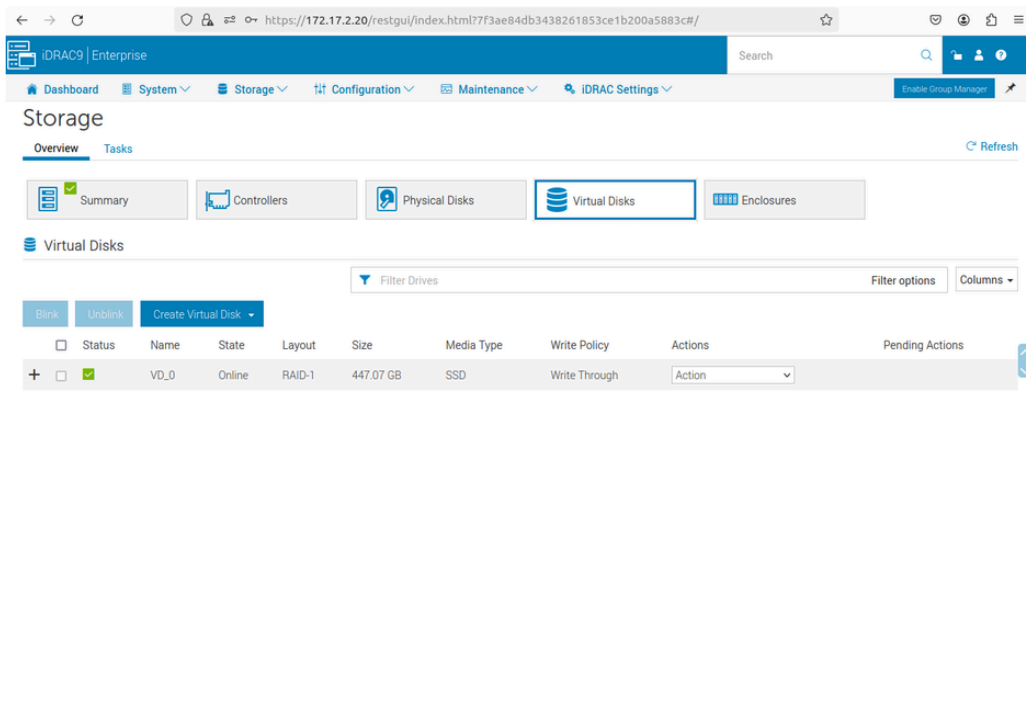 https://172.17.2.20/restgui/index.html?7f3ae84db3438261853ce1b200a5883c#/
iDRAC9 | Enterprise
Search
Dashboard System Storage Configuration Maintenance iDRAC Settings Enable Group Manager
Storage
Overview Tasks Refresh
Summary Controllers Physical Disks Virtual Disks Enclosures
Virtual Disks
Filter Drives Filter options Columns
Blink Unblink Create Virtual Disk
Status Name State Layout Size Media Type Write Policy Actions Pending Actions
VD_0 Online RAID-1 447.07 GB SSD Write Through Action